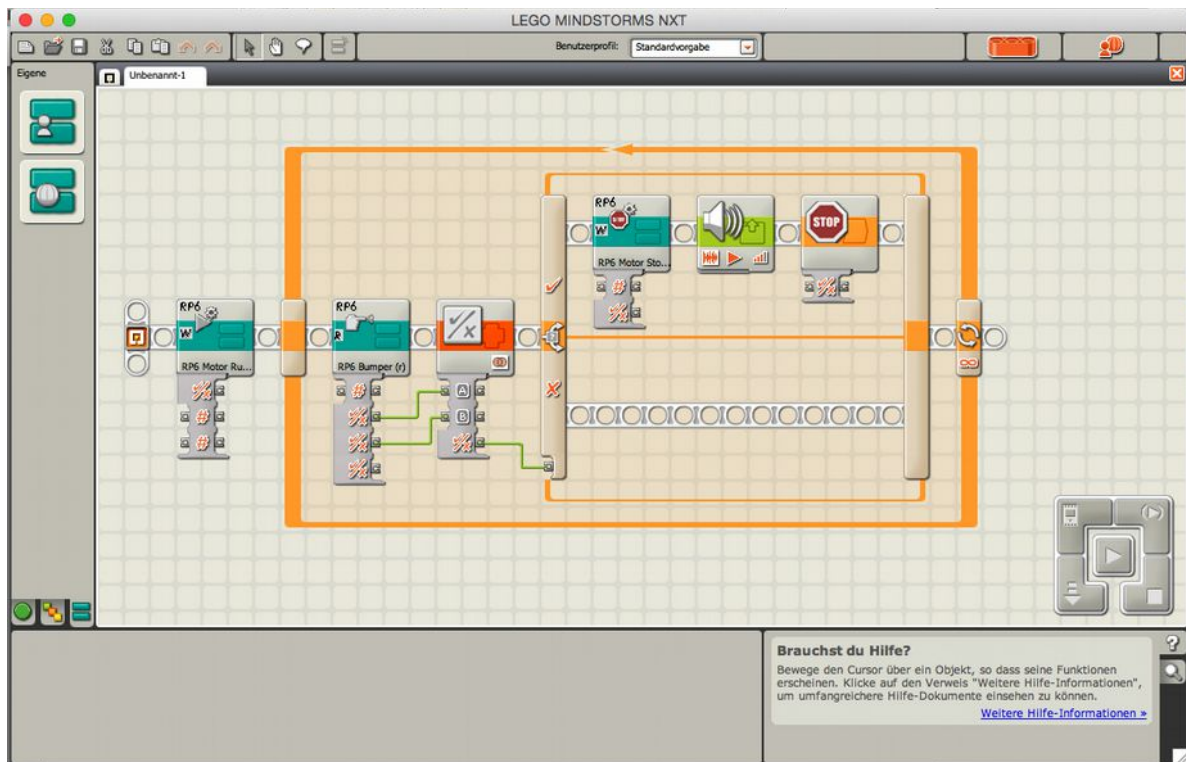 LEGO MINDSTORMS NXT
Benutzerprofil: Standardvorgabe
Eigene
Unbenannt-1
RP6
W
RP6 Motor Ru...
RP6
R
RP6 Bumper (r)
A
B
RP6
STOP
W
RP6 Motor Sto...
STOP
Brauchst du Hilfe?
Bewege den Cursor über ein Objekt, so dass seine Funktionen
erscheinen. Klicke auf den Verweis "Weitere Hilfe-Informationen",
um umfangreichere Hilfe-Dokumente einsehen zu können.
Weitere Hilfe-Informationen »